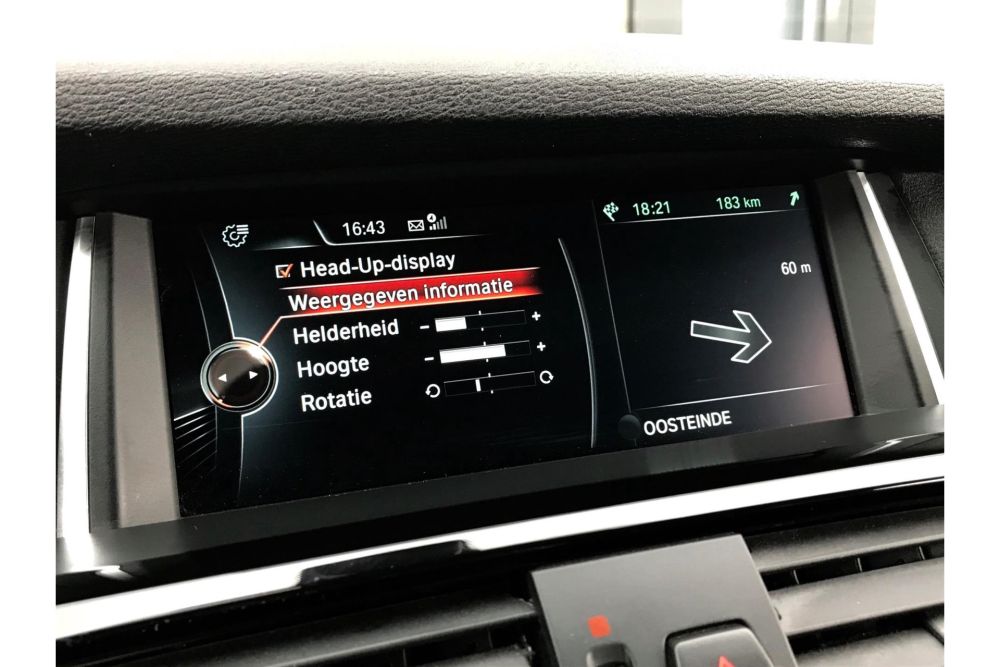 16:43
Head-Up-display
Weergegeven informatie
Helderheid - +
Hoogte - +
Rotatie
18:21 183 km
60 m
OOSTEINDE